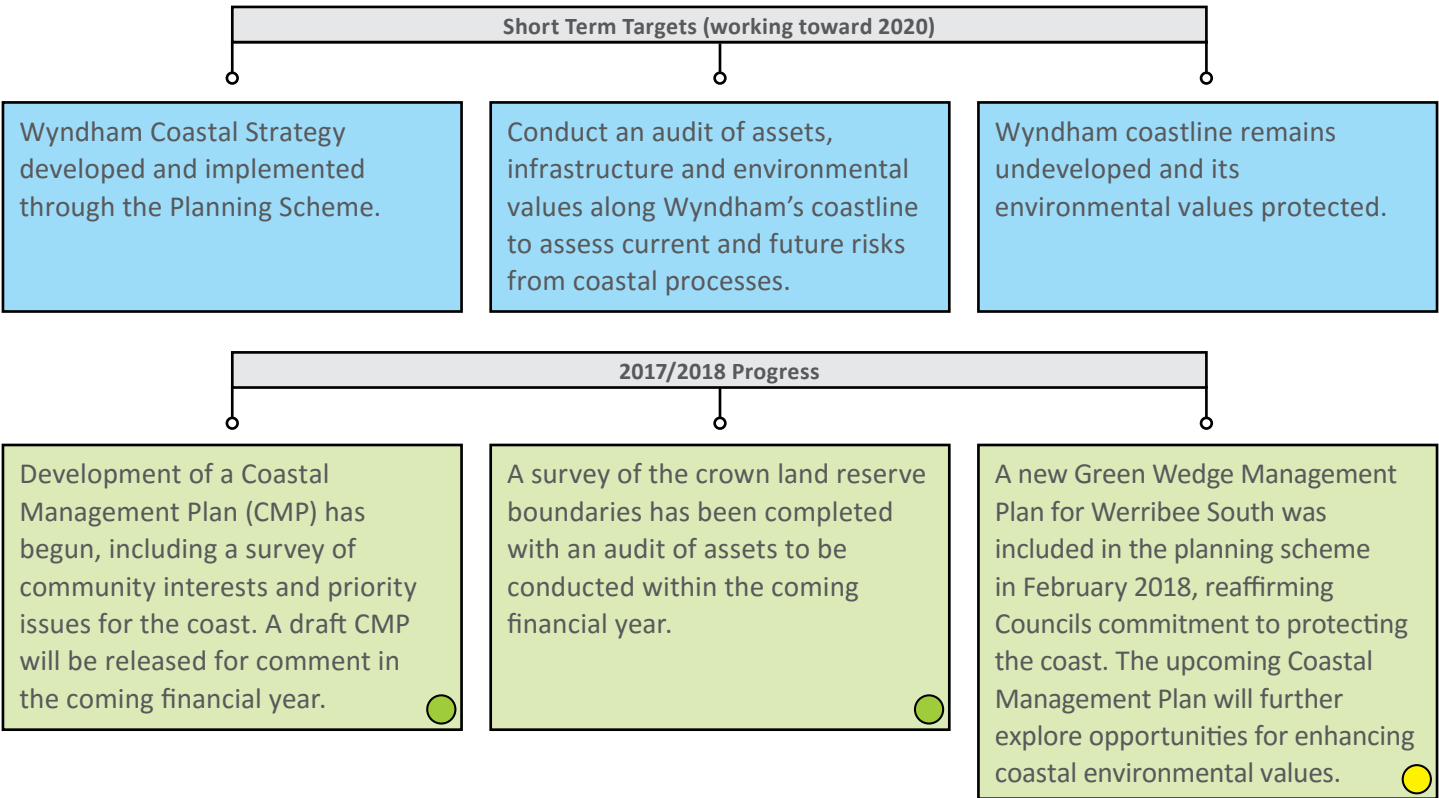 Short Term Targets (working toward 2020)
Wyndham Coastal Strategy
developed and implemented
through the Planning Scheme.
Conduct an audit of assets,
infrastructure and environmental
values along Wyndham’s coastline
to assess current and future risks
from coastal processes.
Wyndham coastline remains
undeveloped and its
environmental values protected.
2017/2018 Progress
Development of a Coastal
Management Plan (CMP) has
begun, including a survey of
community interests and priority
issues for the coast. A draft CMP
will be released for comment in
the coming financial year.
A survey of the crown land reserve
boundaries has been completed
with an audit of assets to be
conducted within the coming
financial year.
A new Green Wedge Management
Plan for Werribee South was
included in the planning scheme
in February 2018, reaffirming
Councils commitment to protecting
the coast. The upcoming Coastal
Management Plan will further
explore opportunities for enhancing
coastal environmental values.